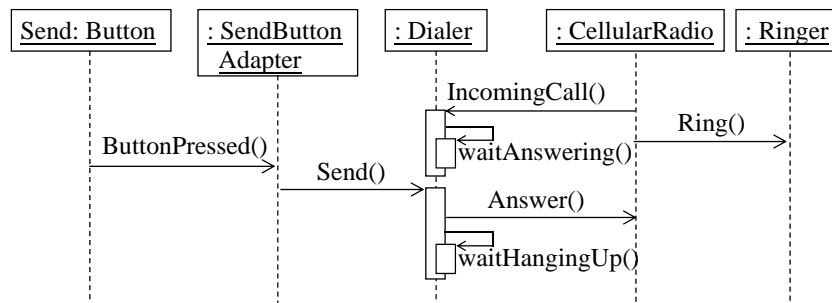 Send: Button
: SendButton
Adapter
: Dialer
: CellularRadio
: Ringer
IncomingCall()
Ring()
waitAnswering()
ButtonPressed()
Send()
Answer()
waitHangingUp()